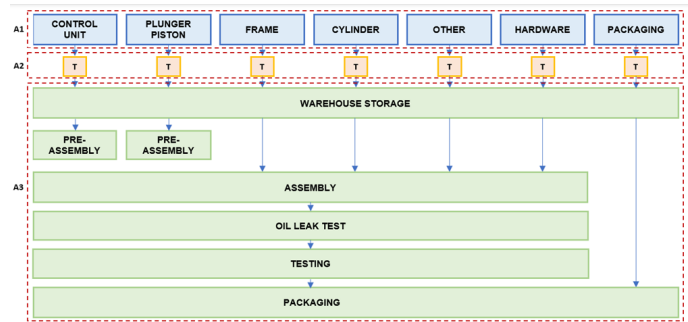 A1
CONTROL
UNIT
PLUNGER
PISTON
FRAME
CYLINDER
OTHER
HARDWARE
PACKAGING
A2
T
T
T
T
T
T
T
WAREHOUSE STORAGE
PRE-
ASSEMBLY
PRE-
ASSEMBLY
A3
ASSEMBLY
OIL LEAK TEST
TESTING
PACKAGING